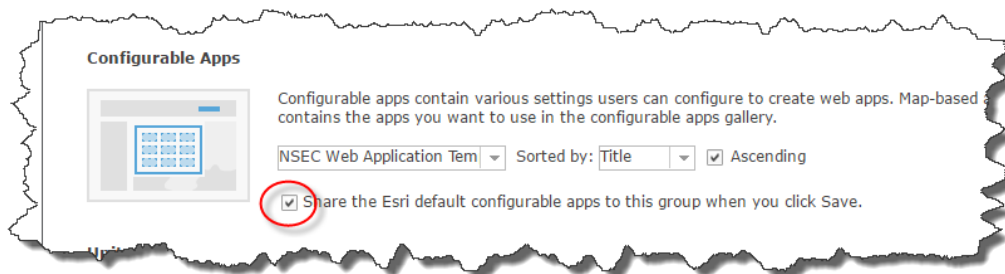 Configurable Apps
Configurable apps contain various settings users can configure to create web apps. Map-based
contains the apps you want to use in the configurable apps gallery.
NSEC Web Application Tem Sorted by: Title Ascending
Share the Esri default configurable apps to this group when you click Save.